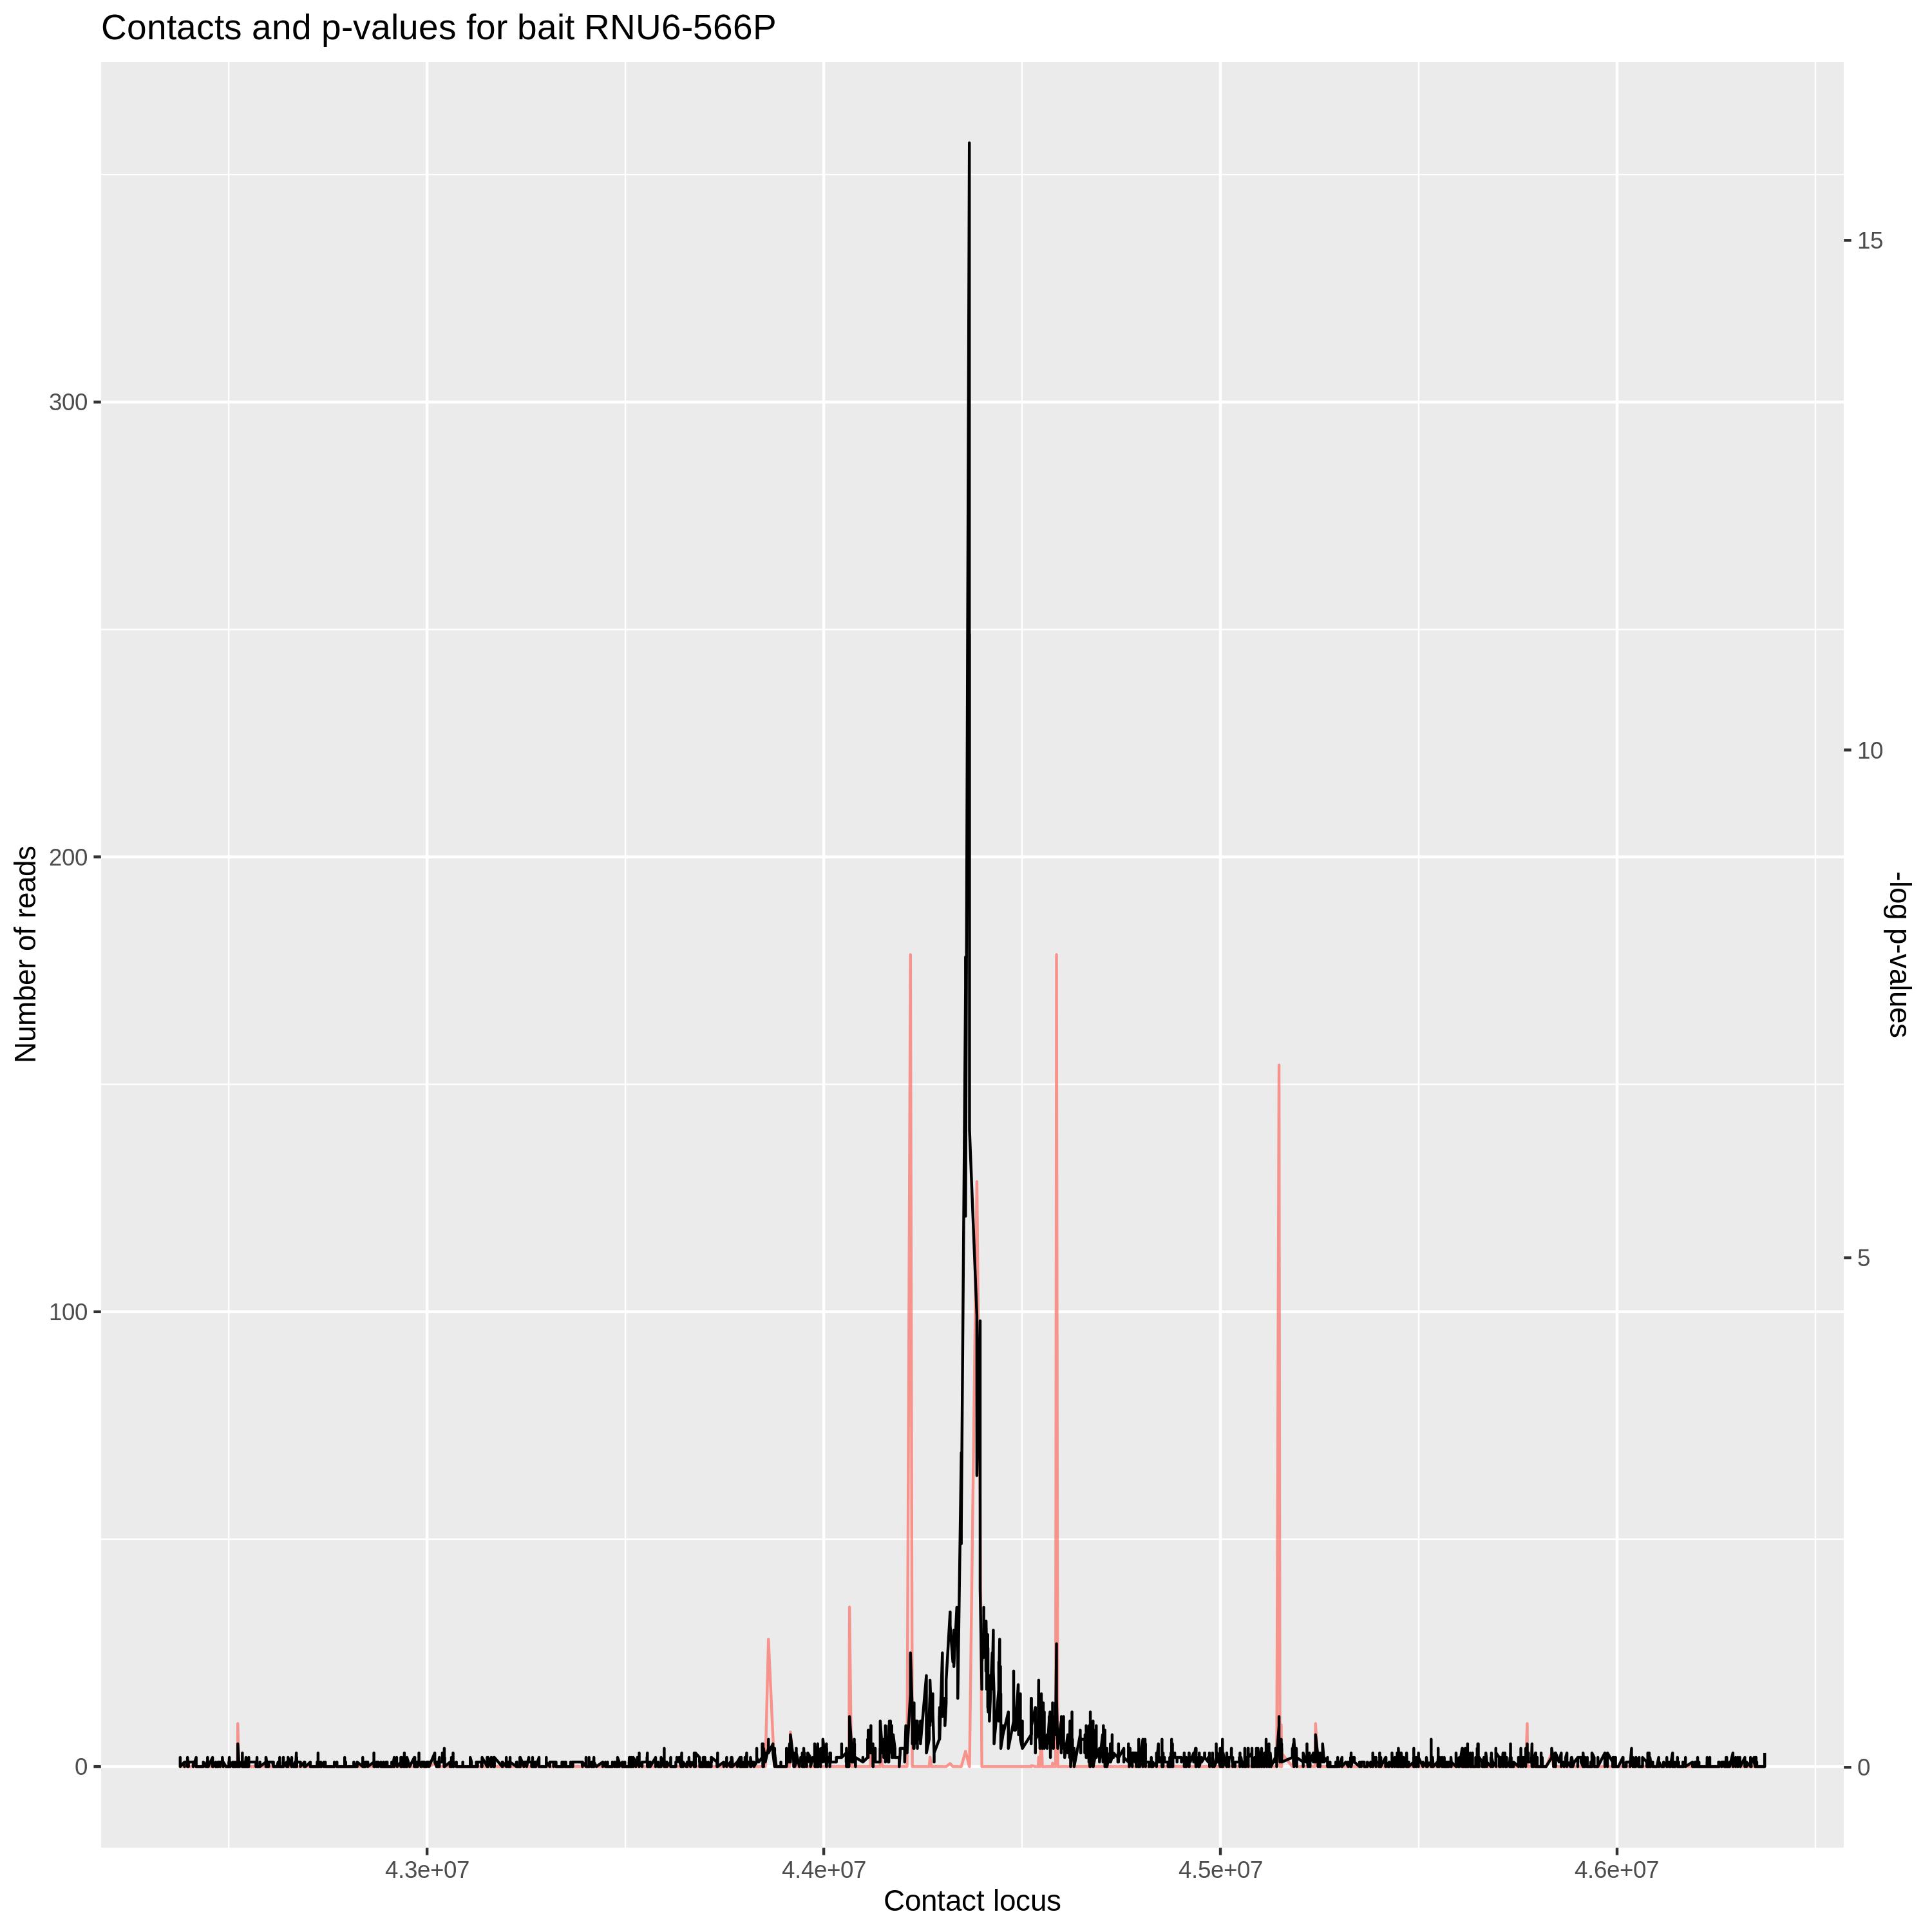 Contacts and p-values for bait RNU6-566P
300
200
100
0
Number of reads
15
10
5
0
-log p-values
4.3e+07
4.4e+07
4.5e+07
4.6e+07
Contact locus